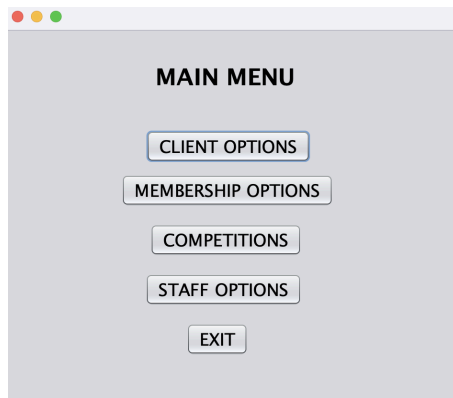 MAIN MENU
CLIENT OPTIONS
MEMBERSHIP OPTIONS
COMPETITIONS
STAFF OPTIONS
EXIT